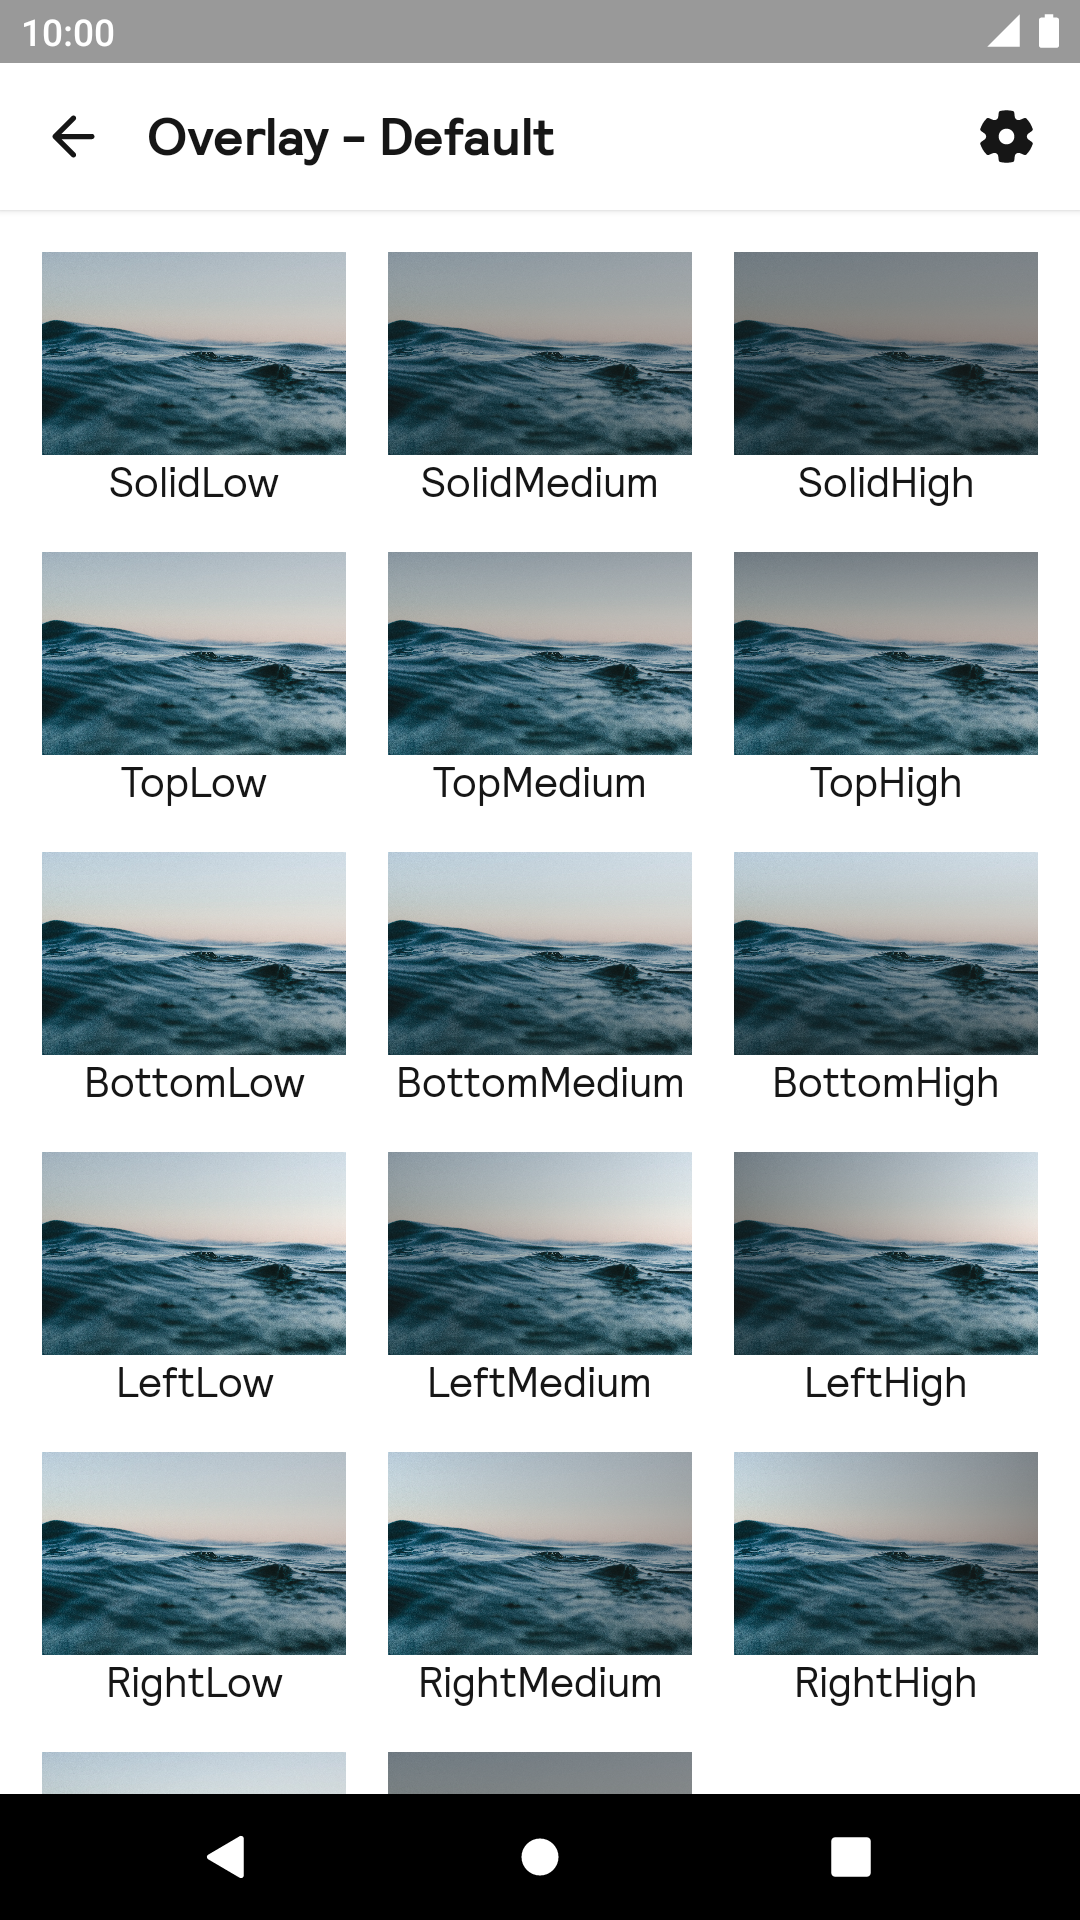 10:00
Overlay - Default
SolidLow SolidMedium SolidHigh
TopLow TopMedium TopHigh
BottomLow BottomMedium BottomHigh
LeftLow LeftMedium LeftHigh
RightLow RightMedium RightHigh